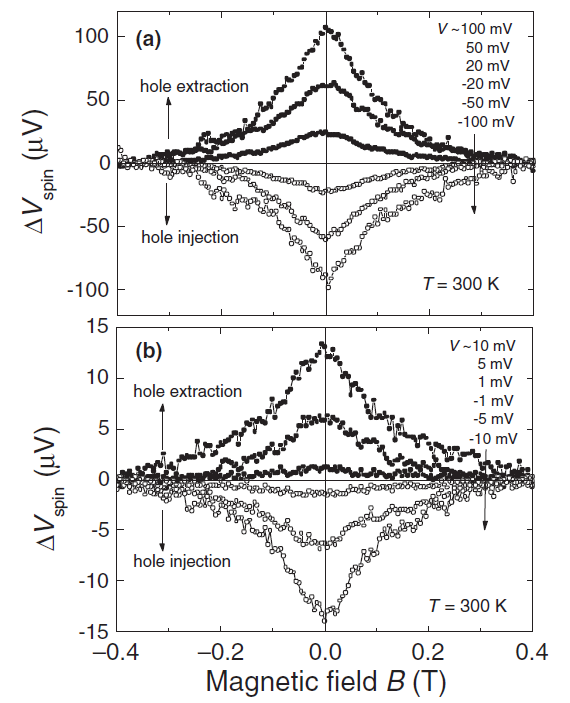 (a)
V ~100 mV
50 mV
20 mV
-20 mV
-50 mV
-100 mV
100
50
0
-50
-100
hole extraction
hole injection
T = 300 K
ΔVspin (μV)
(b)
V ~10 mV
5 mV
1 mV
-1 mV
-5 mV
-10 mV
15
10
5
0
-5
-10
-15
hole extraction
hole injection
T = 300 K
ΔVspin (μV)
−0.4
−0.2
0.0
0.2
0.4
Magnetic field B (T)